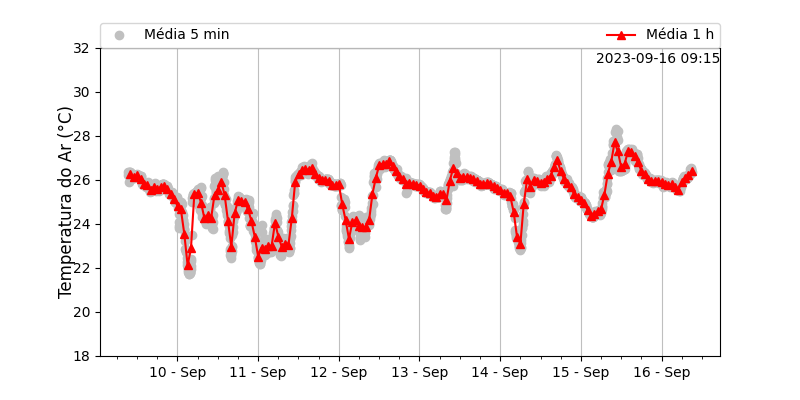 Média 5 min
Média 1 h
2023-09-16 09:15
Temperatura do Ar (°C)
32
30
28
26
24
22
20
18
10 - Sep
11 - Sep
12 - Sep
13 - Sep
14 - Sep
15 - Sep
16 - Sep